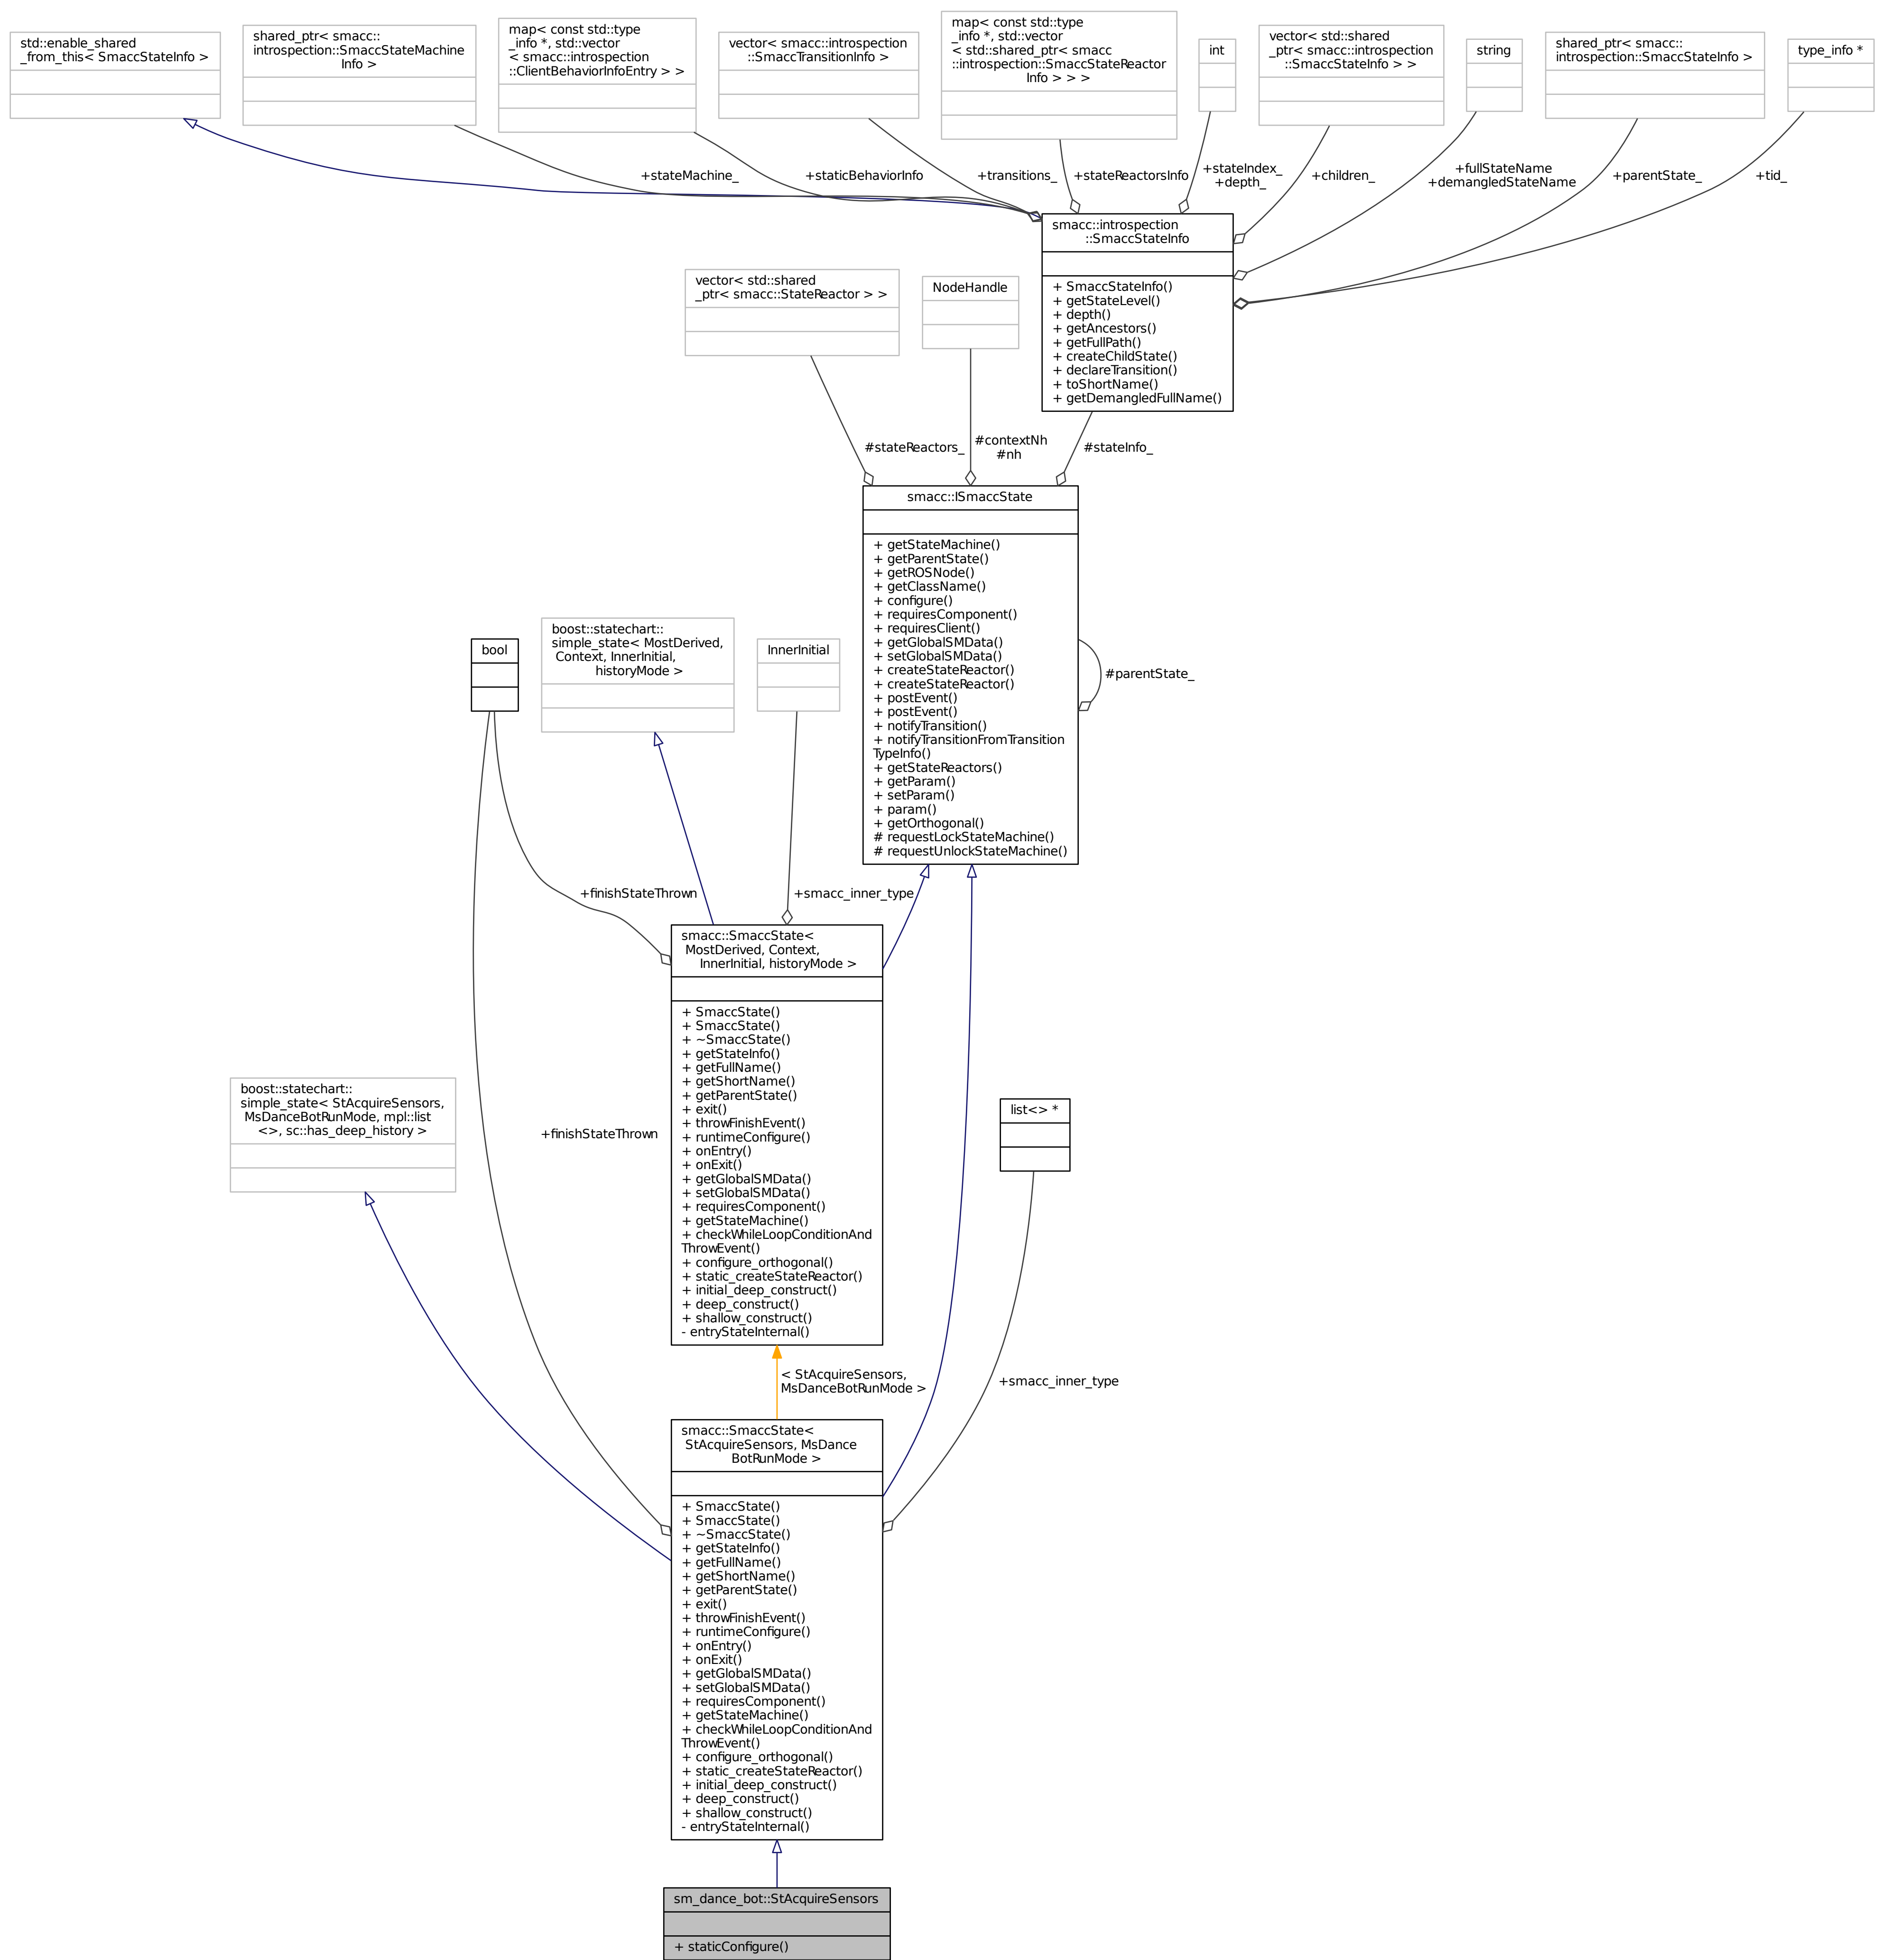 std::enable_shared
_from_this< SmaccStateInfo >
shared_ptr< smacc::
introspection::SmaccStateMachine
Info >
map< const std::type
_info *, std::vector
< smacc::introspection
::ClientBehaviorInfoEntry > >
vector< smacc::introspection
::SmaccTransitionInfo >
map< const std::type
_info *, std::vector
< std::shared_ptr< smacc
::introspection::SmaccStateReactor
Info > > >
int
vector< std::shared
_ptr< smacc::introspection
::SmaccStateInfo > >
string
shared_ptr< smacc::
introspection::SmaccStateInfo >
type_info *
+stateMachine_
+staticBehaviorInfo
+transitions_
+stateReactorsInfo
+stateIndex_
+depth_
+children_
+fullStateName
+demangledStateName
+parentState_
+tid_
smacc::introspection
::SmaccStateInfo
+ SmaccStateInfo()
+ getStateLevel()
+ depth()
+ getAncestors()
+ getFullPath()
+ createChildState()
+ declareTransition()
+ toShortName()
+ getDemangledFullName()
vector< std::shared
_ptr< smacc::StateReactor > >
NodeHandle
#stateReactors_
#contextNh
#nh
#stateInfo_
smacc::ISmaccState
+ getStateMachine()
+ getParentState()
+ getROSNode()
+ getClassName()
+ configure()
+ requiresComponent()
+ requiresClient()
+ getGlobalSMData()
+ setGlobalSMData()
+ createStateReactor()
+ createStateReactor()
+ postEvent()
+ postEvent()
+ notifyTransition()
+ notifyTransitionFromTransition
TypeInfo()
+ getStateReactors()
+ getParam()
+ setParam()
+ param()
+ getOrthogonal()
# requestLockStateMachine()
# requestUnlockStateMachine()
#parentState_
bool
boost::statechart::
simple_state< MostDerived,
Context, InnerInitial,
historyMode >
InnerInitial
+finishStateThrown
+smacc_inner_type
smacc::SmaccState<
MostDerived, Context,
InnerInitial, historyMode >
+ SmaccState()
+ SmaccState()
+ ~SmaccState()
+ getStateInfo()
+ getFullName()
+ getShortName()
+ getParentState()
+ exit()
+ throwFinishEvent()
+ runtimeConfigure()
+ onEntry()
+ onExit()
+ getGlobalSMData()
+ setGlobalSMData()
+ requiresComponent()
+ getStateMachine()
+ checkWhileLoopConditionAnd
ThrowEvent()
+ configure_orthogonal()
+ static_createStateReactor()
+ initial_deep_construct()
+ deep_construct()
+ shallow_construct()
- entryStateInternal()
boost::statechart::
simple_state< StAcquireSensors,
MsDanceBotRunMode, mpl::list
<>, sc::has_deep_history >
+finishStateThrown
list<> *
< StAcquireSensors,
MsDanceBotRunMode >
+smacc_inner_type
smacc::SmaccState<
StAcquireSensors, MsDance
BotRunMode >
+ SmaccState()
+ SmaccState()
+ ~SmaccState()
+ getStateInfo()
+ getFullName()
+ getShortName()
+ getParentState()
+ exit()
+ throwFinishEvent()
+ runtimeConfigure()
+ onEntry()
+ onExit()
+ getGlobalSMData()
+ setGlobalSMData()
+ requiresComponent()
+ getStateMachine()
+ checkWhileLoopConditionAnd
ThrowEvent()
+ configure_orthogonal()
+ static_createStateReactor()
+ initial_deep_construct()
+ deep_construct()
+ shallow_construct()
- entryStateInternal()
sm_dance_bot::StAcquireSensors
+ staticConfigure()